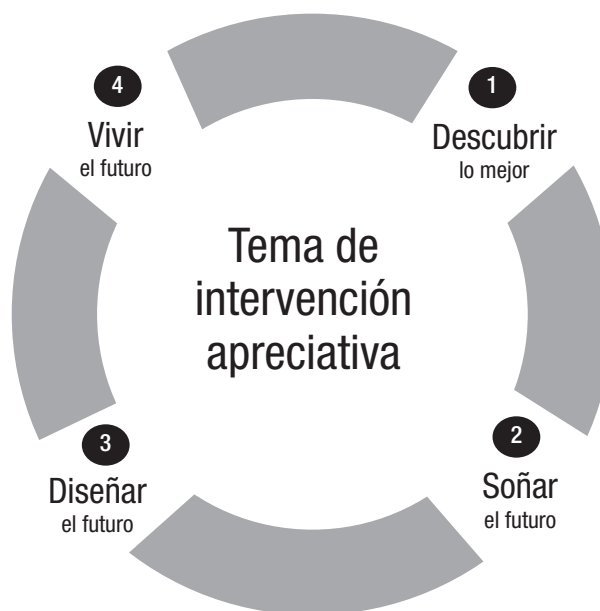 4
Vivir
el futuro
1
Descubrir
lo mejor
Tema de
intervención
apreciativa
3
Diseñar
el futuro
2
Soñar
el futuro